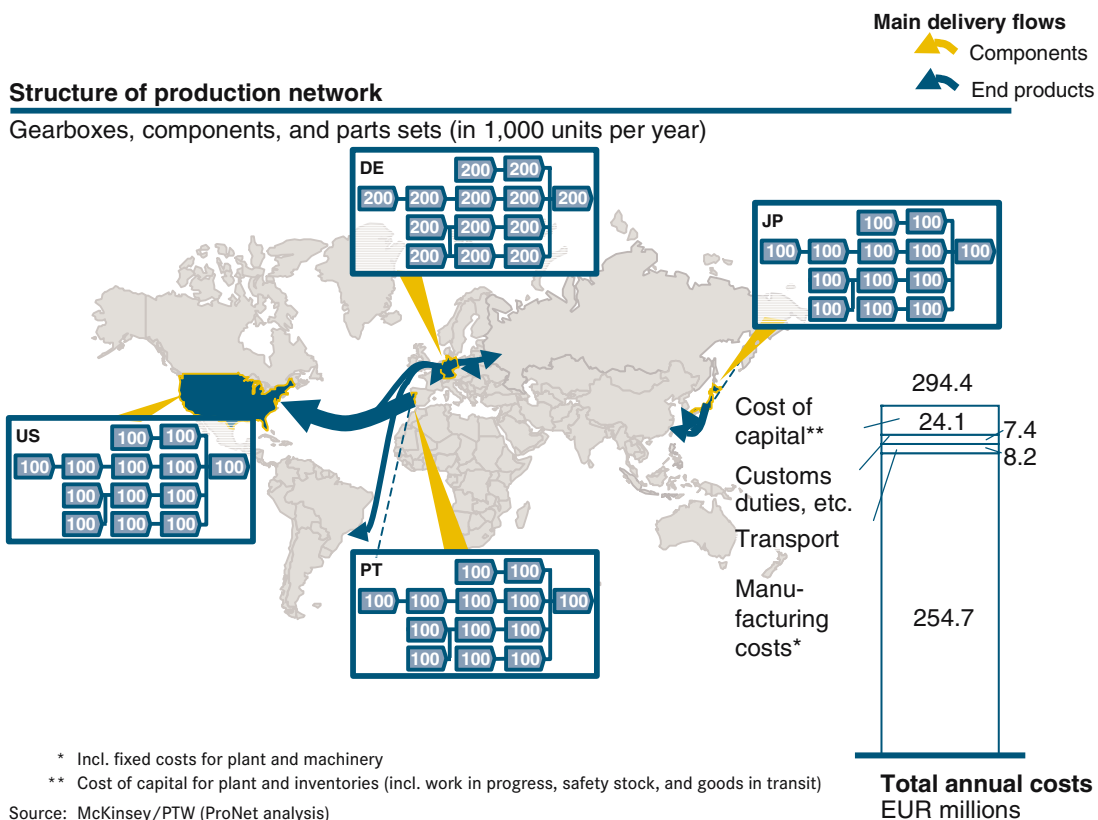 Main delivery flows
Components
End products
Structure of production network
Gearboxes, components, and parts sets (in 1,000 units per year)
DE
200 200
200 200 200 200 200
200 200 200
200 200 200
JP
100 100
100 100 100 100 100
100 100 100
100 100 100
US
100 100
100 100 100 100 100
100 100 100
100 100 100
PT
100 100
100 100 100 100 100
100 100 100
100 100 100
294.4
Cost of
capital**
24.1
7.4
8.2
Customs
duties, etc.
Transport
Manu-
facturing
costs*
254.7
Total annual costs
EUR millions
* Incl. fixed costs for plant and machinery
** Cost of capital for plant and inventories (incl. work in progress, safety stock, and goods in transit)
Source: McKinsey/PTW (ProNet analysis)